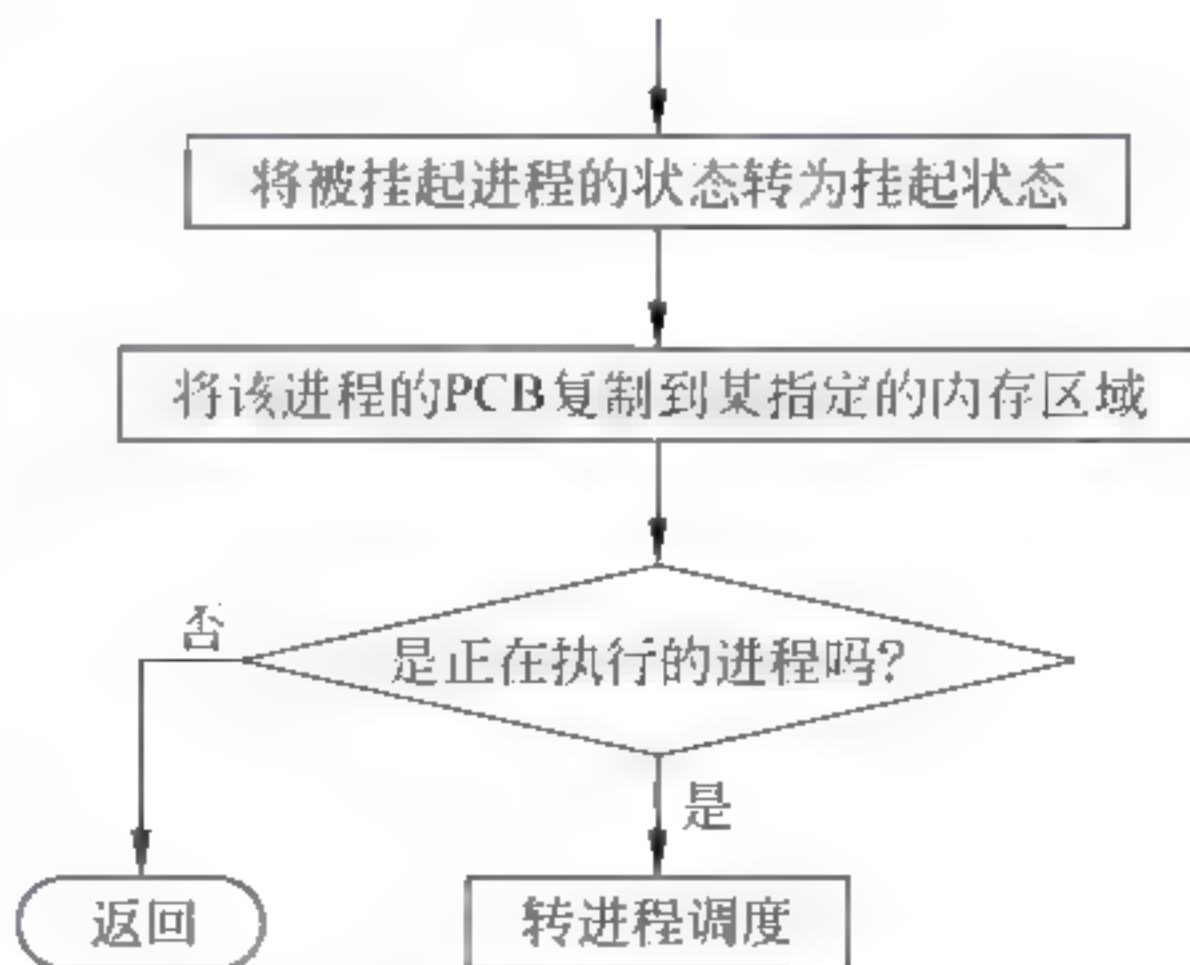 将被挂起进程的状态转为挂起状态
将该进程的PCB复制到某指定的内存区域
否
是正在执行的进程吗?
是
返回
转进程调度